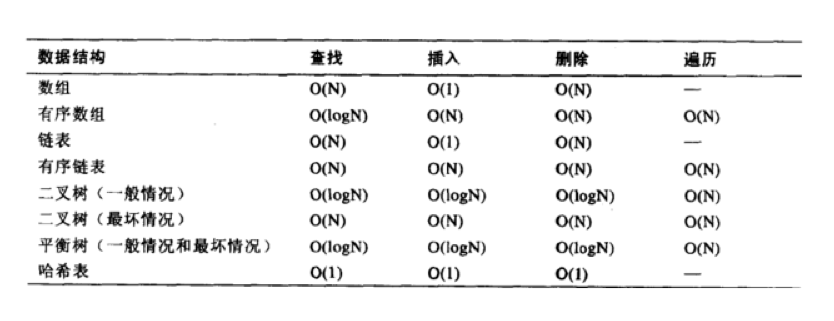 数据结构 查找 插入 删除 遍历
数组 O(N) O(1) O(N) —
有序数组 O(logN) O(N) O(N) O(N)
链表 O(N) O(1) O(N) —
有序链表 O(N) O(N) O(N) O(N)
二叉树（一般情况） O(logN) O(logN) O(logN) O(N)
二叉树（最坏情况） O(N) O(N) O(N) O(N)
平衡树（一般情况和最坏情况） O(logN) O(logN) O(logN) O(N)
哈希表 O(1) O(1) O(1) —